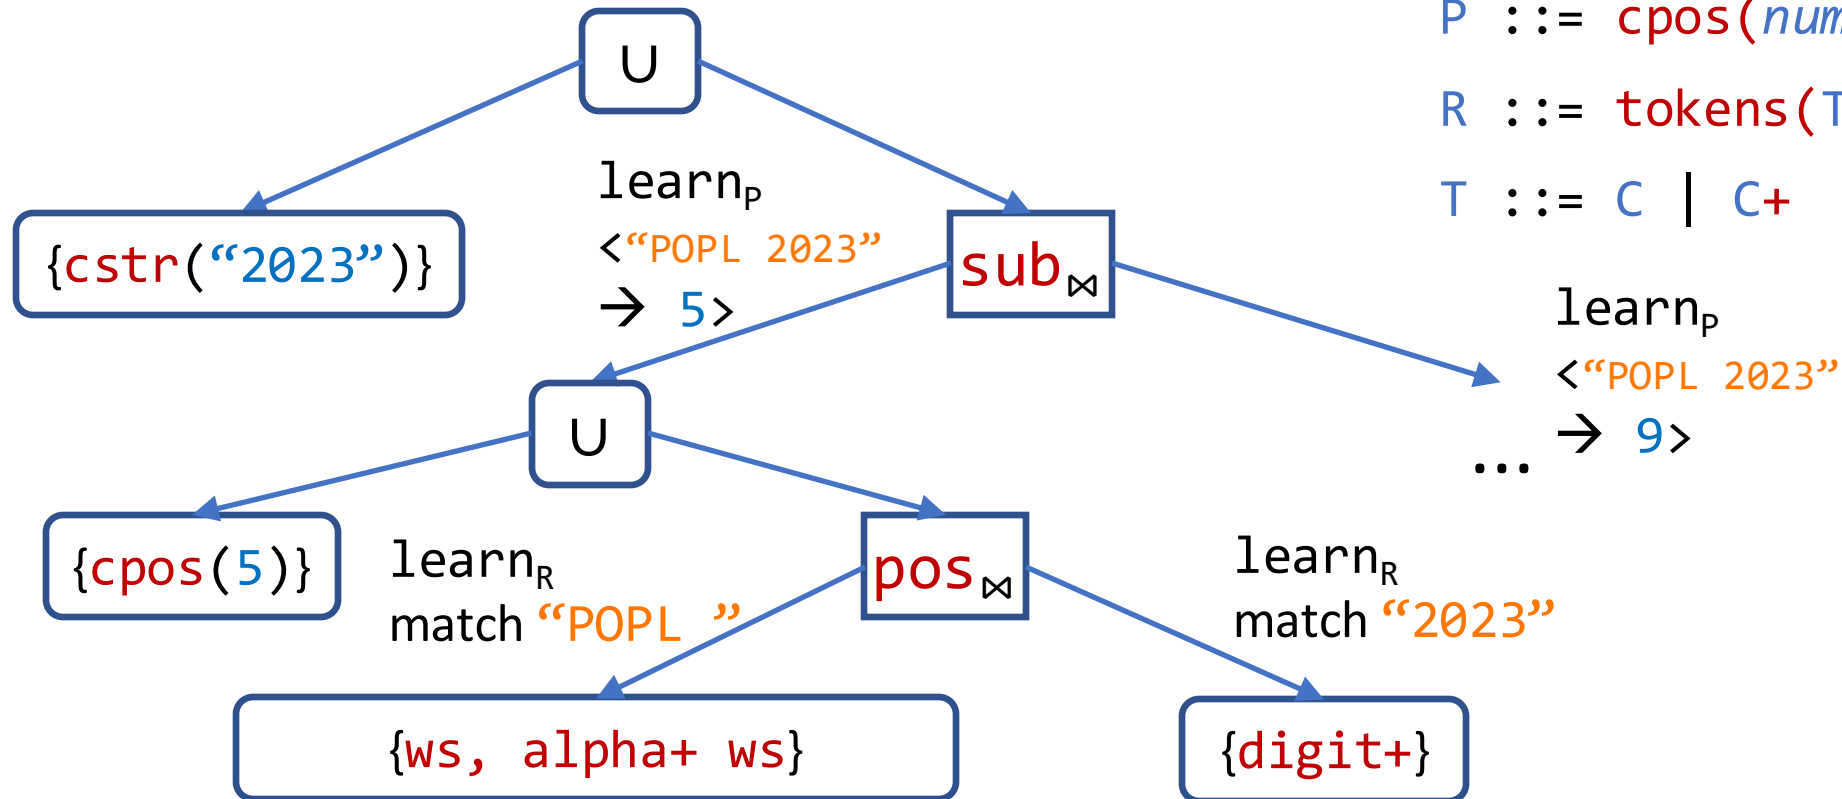 ∪
P ::= cpos(num
R ::= tokens(T
T ::= C | C+
learnP
<“POPL 2023”
→ 5>
{cstr(“2023”)}
sub⋈
learnP
<“POPL 2023”
→ 9>
...
∪
{cpos(5)}
learnR
match “POPL ”
pos⋈
learnR
match “2023”
{ws, alpha+ ws}
{digit+}